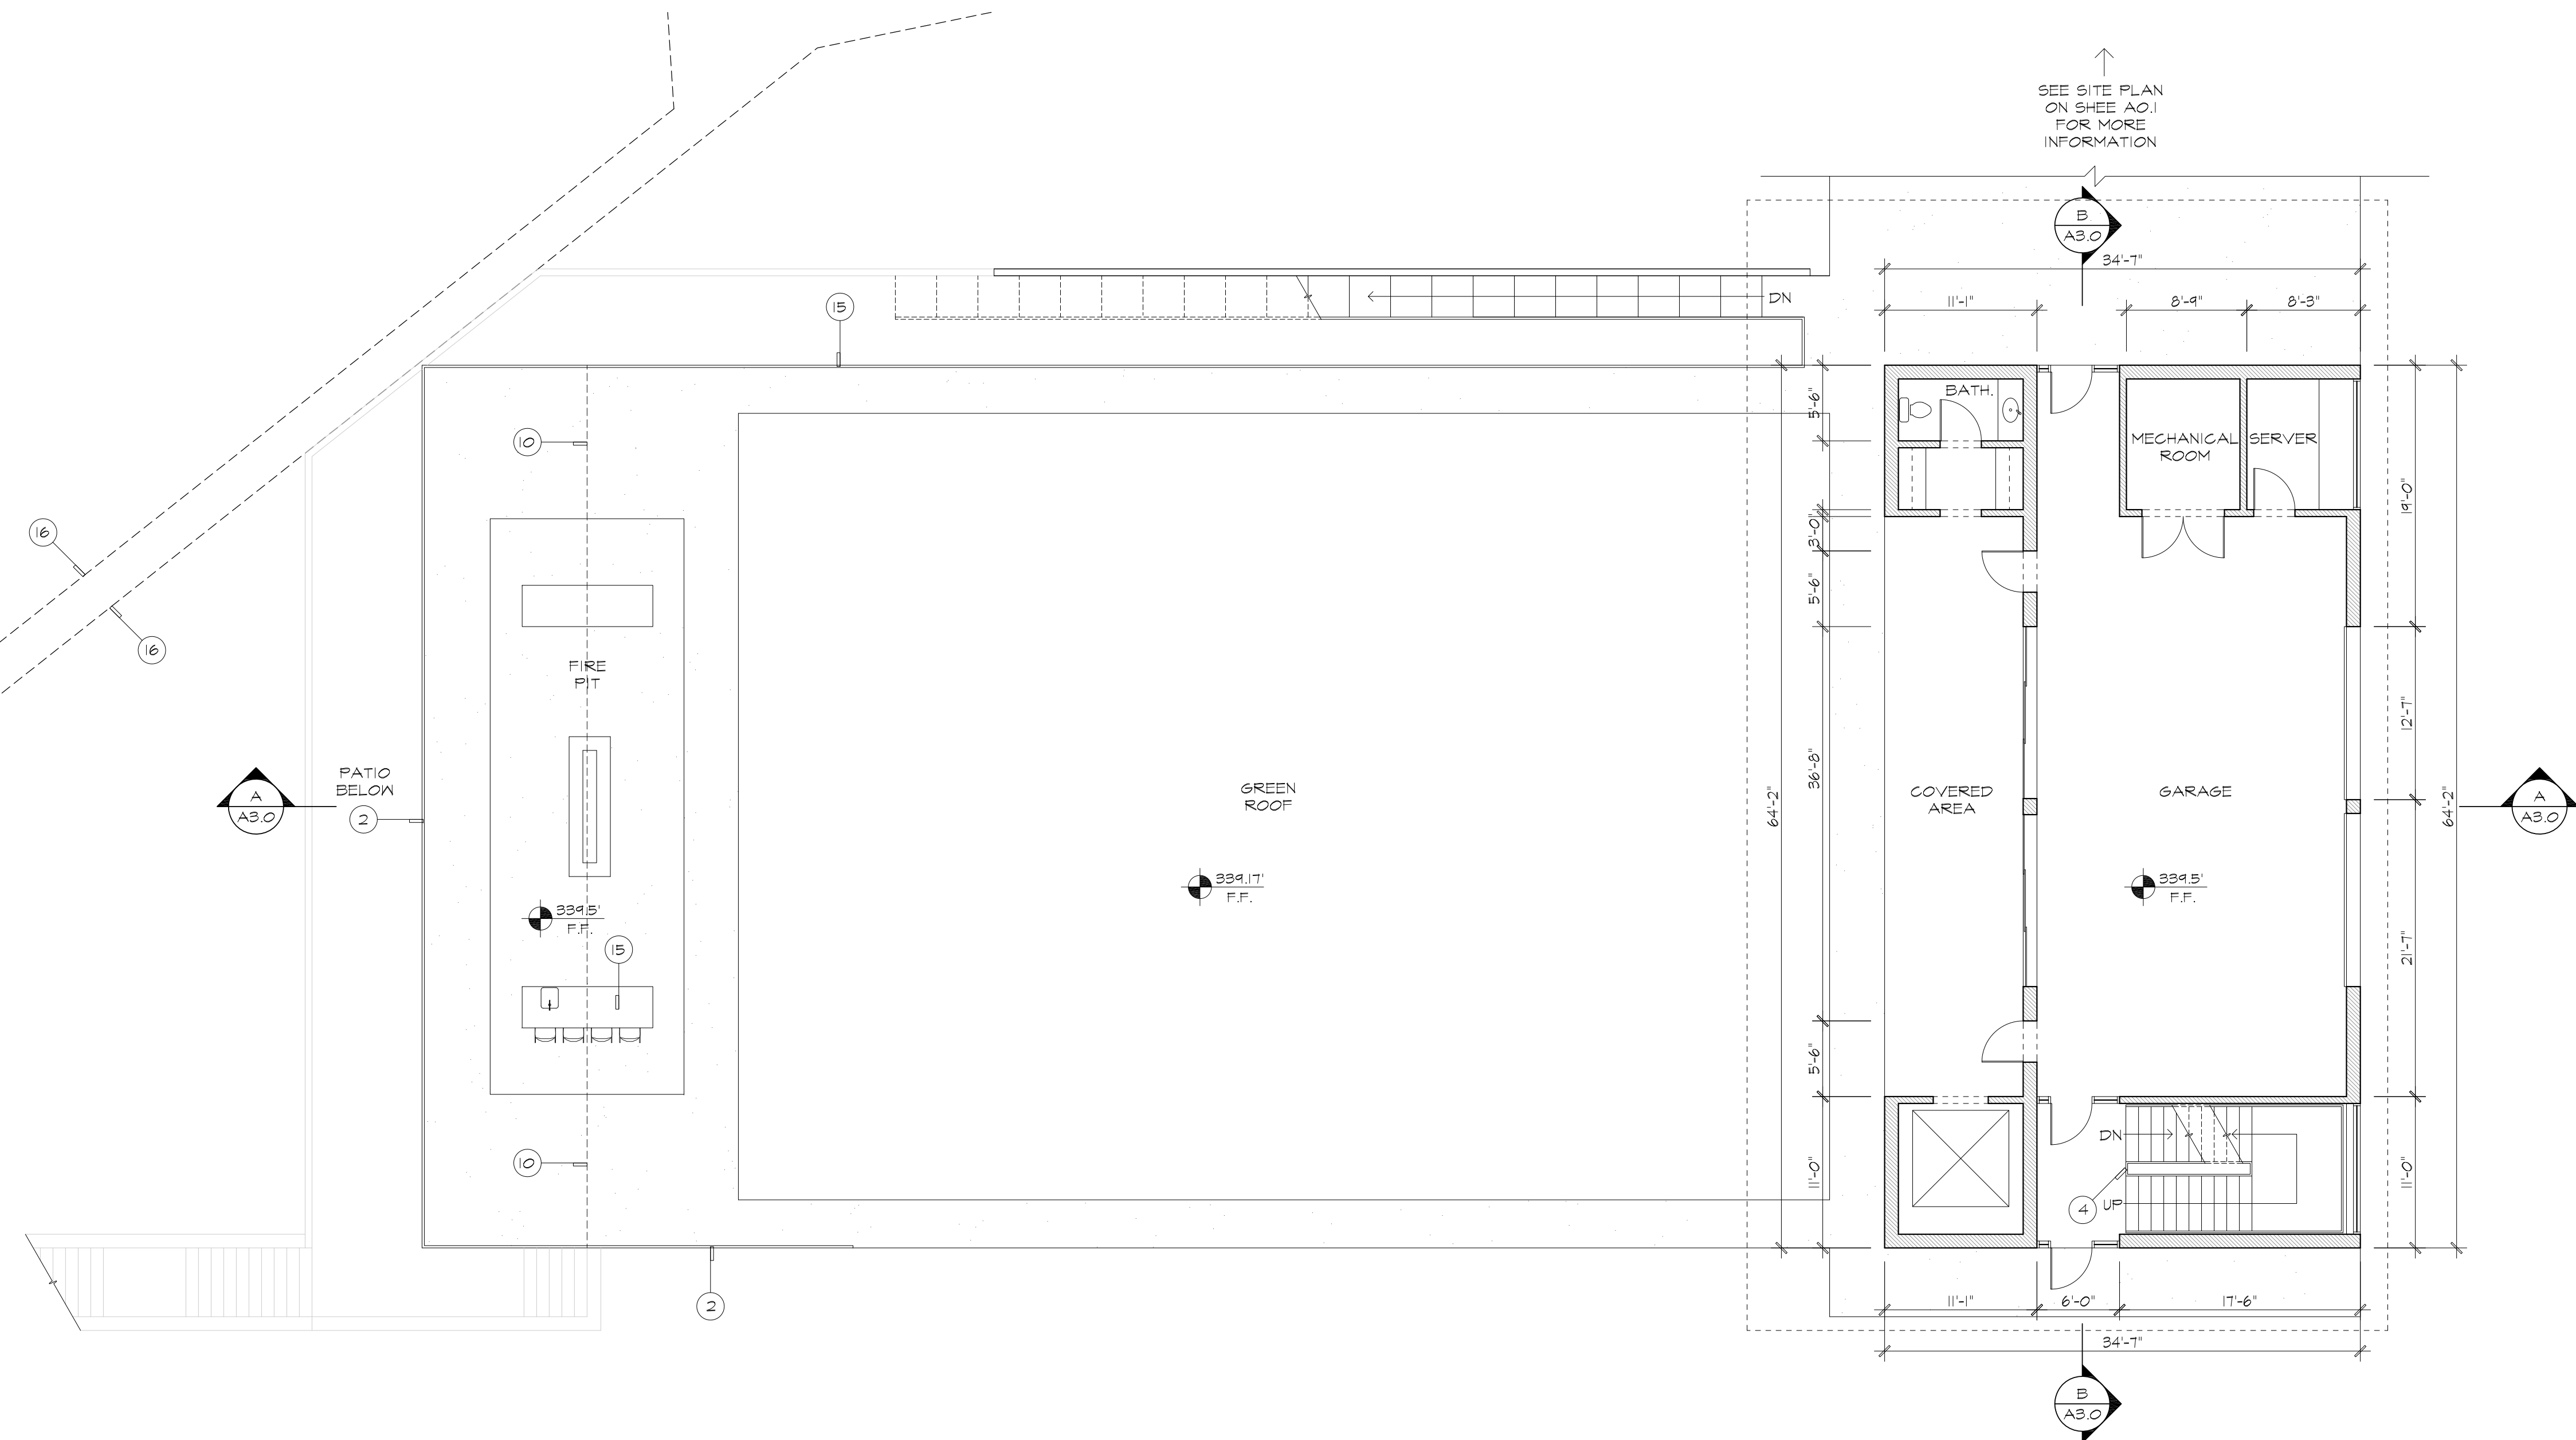 SEE SITE PLAN
ON SHEE A0.1
FOR MORE
INFORMATION
B
A3.0
34'-7"
11'-1"
8'-9"
8'-3"
DN
15
10
16
16
BATH.
MECHANICAL
ROOM
SERVER
5'-6"
3'-0"
5'-6"
36'-8"
64'-2"
5'-6"
11'-0"
19'-0"
12'-7"
21'-7"
11'-0"
64'-2"
FIRE
PIT
PATIO
BELOW
2
A
A3.0
GREEN
ROOF
COVERED
AREA
GARAGE
A
A3.0
339.17'
F.F.
339.5'
F.F.
339.5'
F.F.
15
10
DN
UP
4
2
11'-1"
6'-0"
17'-6"
34'-7"
B
A3.0